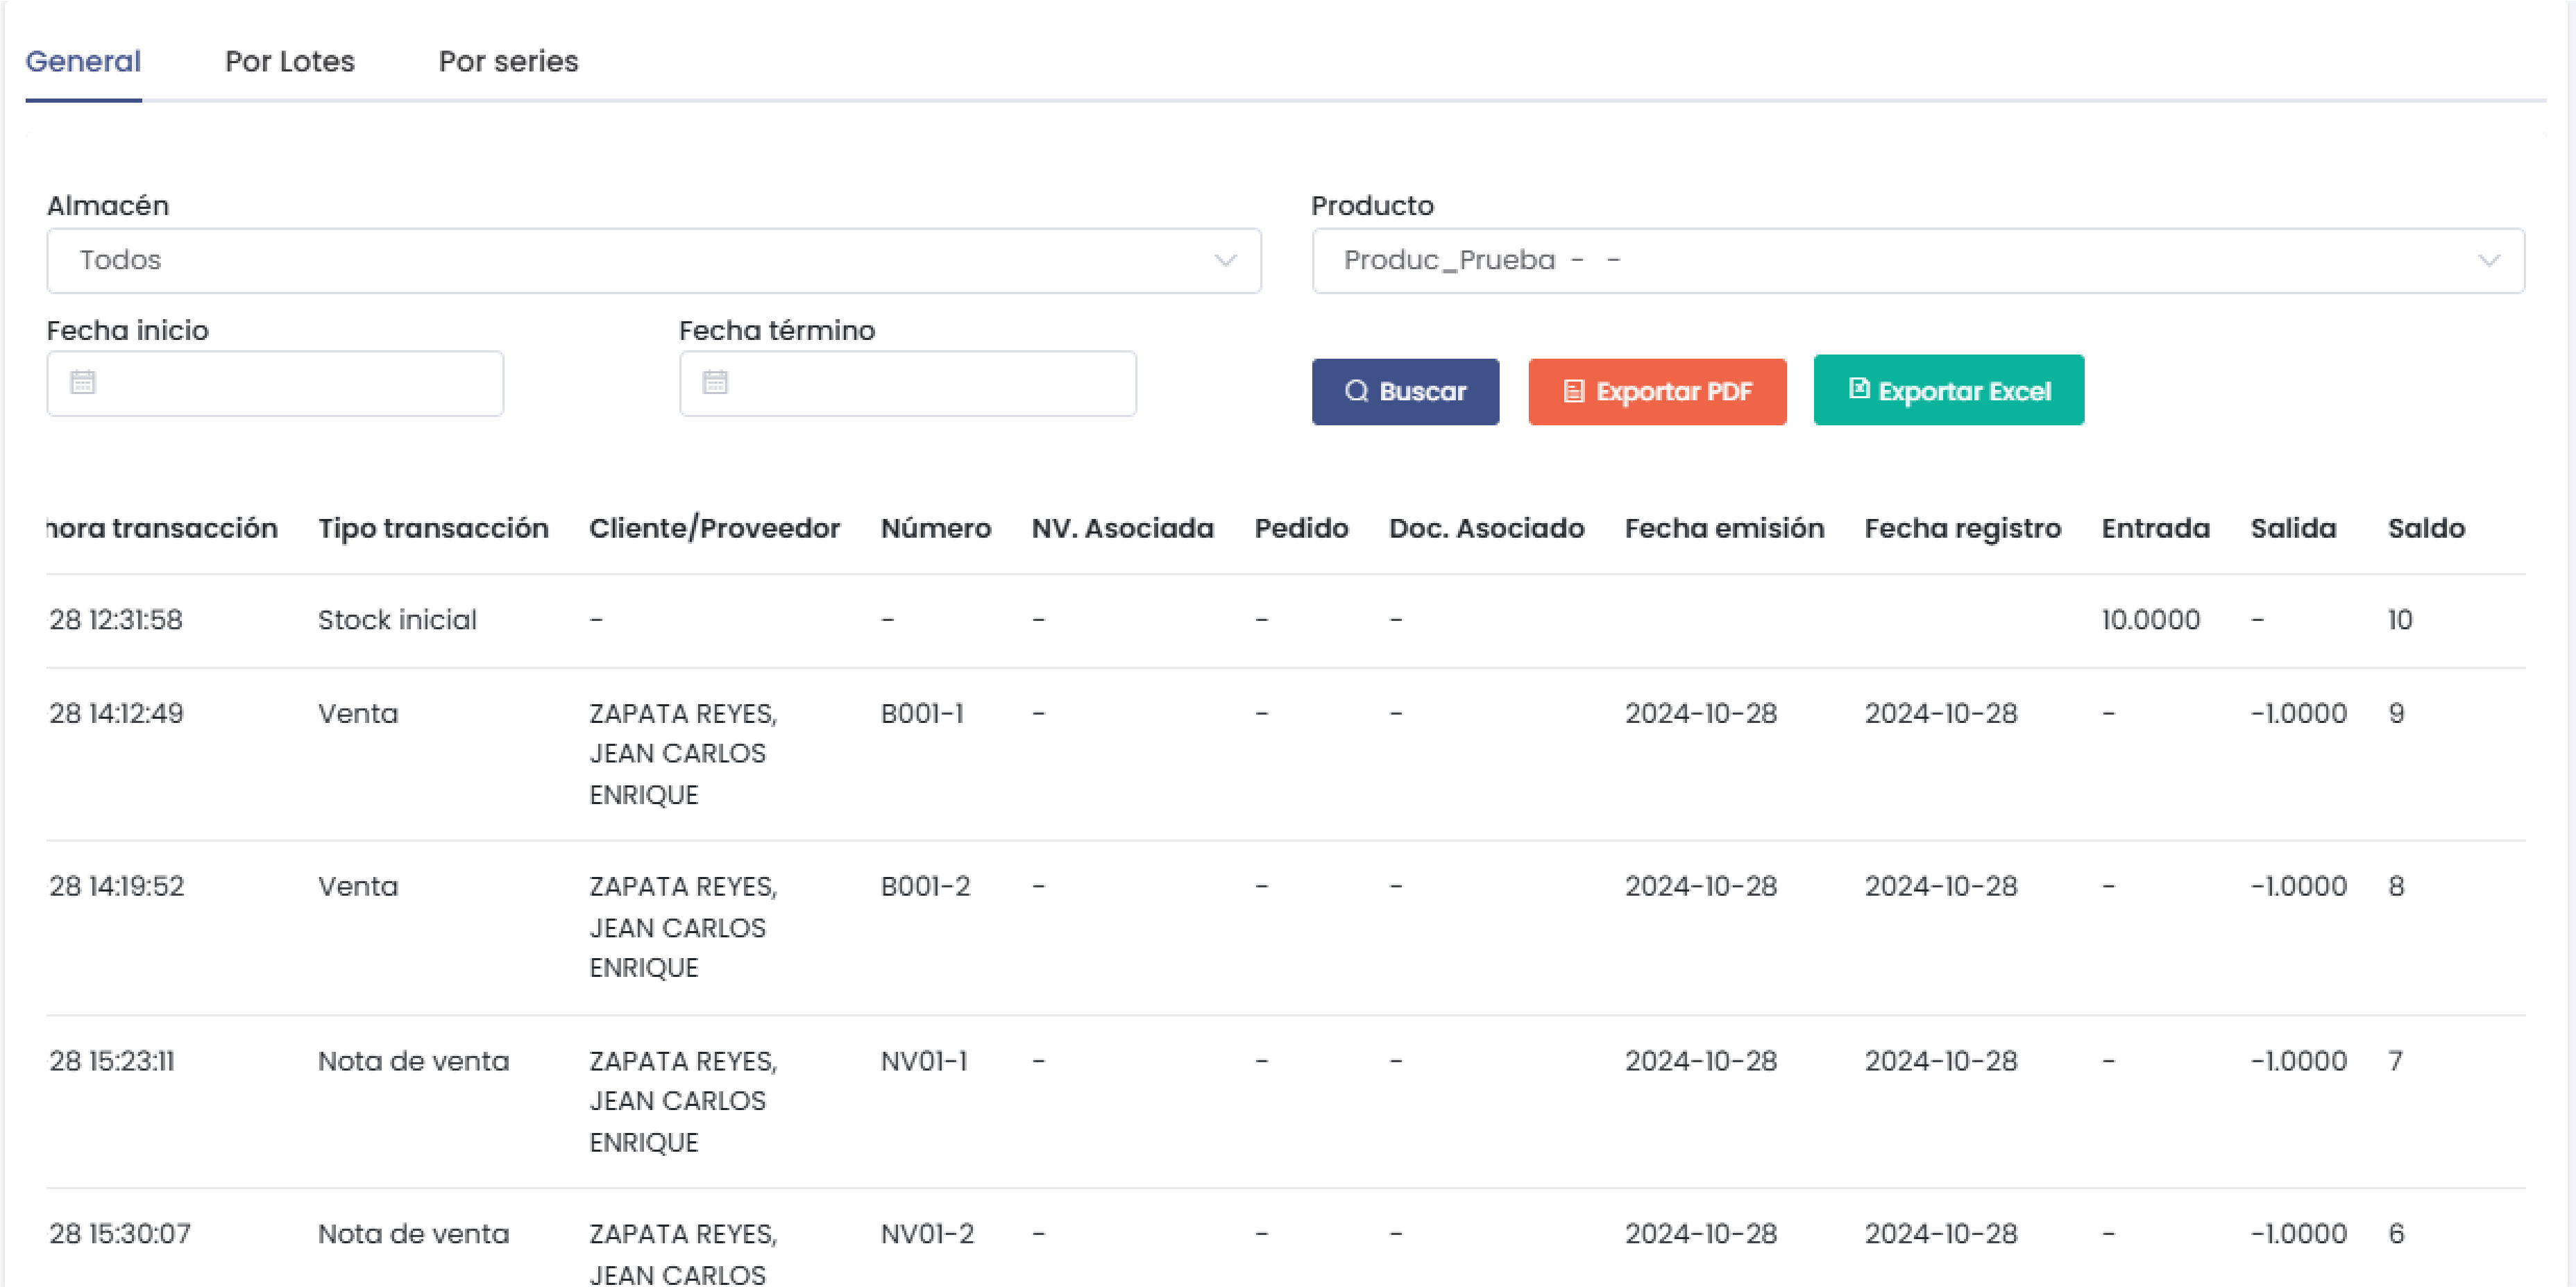 General Por Lotes Por series
Almacén Producto
Todos Produc_Prueba - -
Fecha inicio Fecha término
Buscar Exportar PDF Exportar Excel
hora transacción Tipo transacción Cliente/Proveedor Número NV. Asociada Pedido Doc. Asociado Fecha emisión Fecha registro Entrada Salida Saldo
28 12:31:58 Stock inicial - - - - - 10.0000 - 10
28 14:12:49 Venta ZAPATA REYES, B001-1 - - - 2024-10-28 2024-10-28 - -1.0000 9
JEAN CARLOS
ENRIQUE
28 14:19:52 Venta ZAPATA REYES, B001-2 - - - 2024-10-28 2024-10-28 - -1.0000 8
JEAN CARLOS
ENRIQUE
28 15:23:11 Nota de venta ZAPATA REYES, NV01-1 - - - 2024-10-28 2024-10-28 - -1.0000 7
JEAN CARLOS
ENRIQUE
28 15:30:07 Nota de venta ZAPATA REYES, NV01-2 - - - 2024-10-28 2024-10-28 - -1.0000 6
JEAN CARLOS